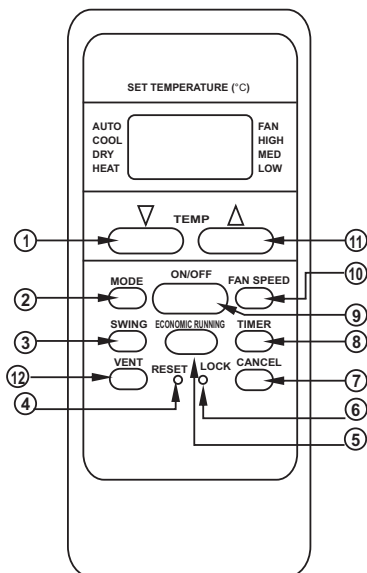 SET TEMPERATURE (°C)
AUTO FAN
COOL HIGH
DRY MED
HEAT LOW
TEMP
1 11
ON/OFF
MODE FAN SPEED 10
2 9
SWING ECONOMIC RUNNING TIMER
3 8
VENT RESET LOCK CANCEL
12 7
4 6
5